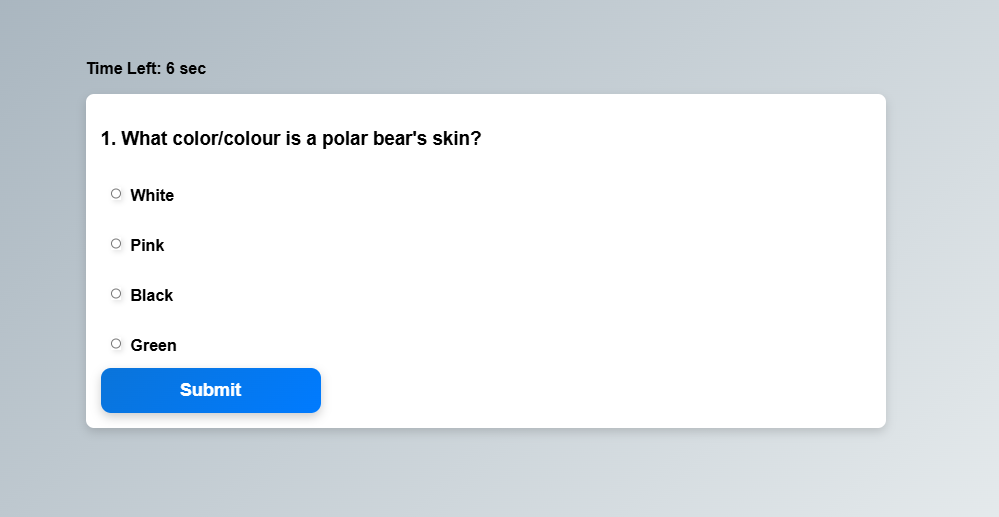 Time Left: 6 sec
1. What color/colour is a polar bear's skin?
White
Pink
Black
Green
Submit